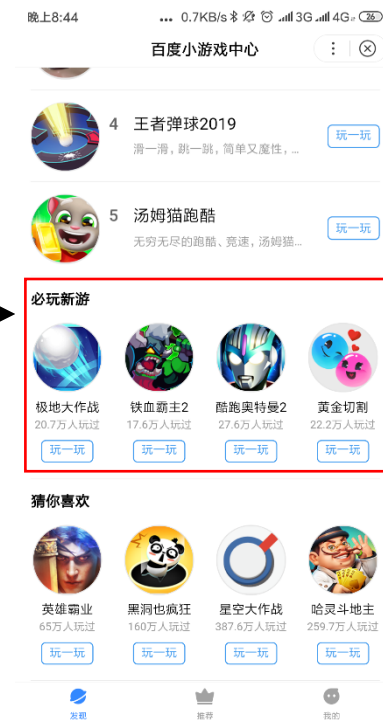 晚上8:44 ... 0.7KB/s 3G 4G 26
百度小游戏中心
4 王者弹球2019
滑一滑，跳一跳，简单又魔性，...
玩一玩
5 汤姆猫跑酷
无穷无尽的跑酷、竞速，汤姆猫...
玩一玩
必玩新游
极地大作战 铁血霸主2 酷跑奥特曼2 黄金切割
20.7万人玩过 17.6万人玩过 27.6万人玩过 22.2万人玩过
玩一玩 玩一玩 玩一玩 玩一玩
猜你喜欢
英雄霸业 黑洞也疯狂 星空大作战 哈灵斗地主
65万人玩过 160万人玩过 387.6万人玩过 259.7万人玩过
玩一玩 玩一玩 玩一玩 玩一玩
发现 推荐 我的